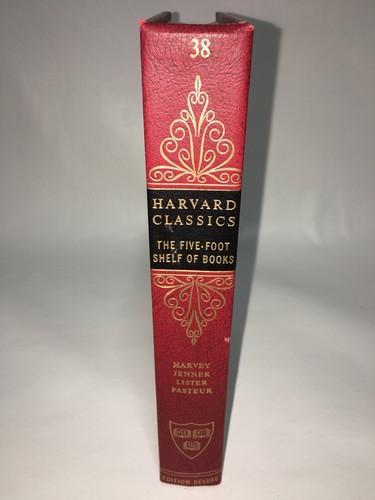 38
HARVARD
CLASSICS
THE FIVE-FOOT
SHELF OF BOOKS
HARVEY
JENNER
LISTER
PASTEUR
EDITION DELUXE